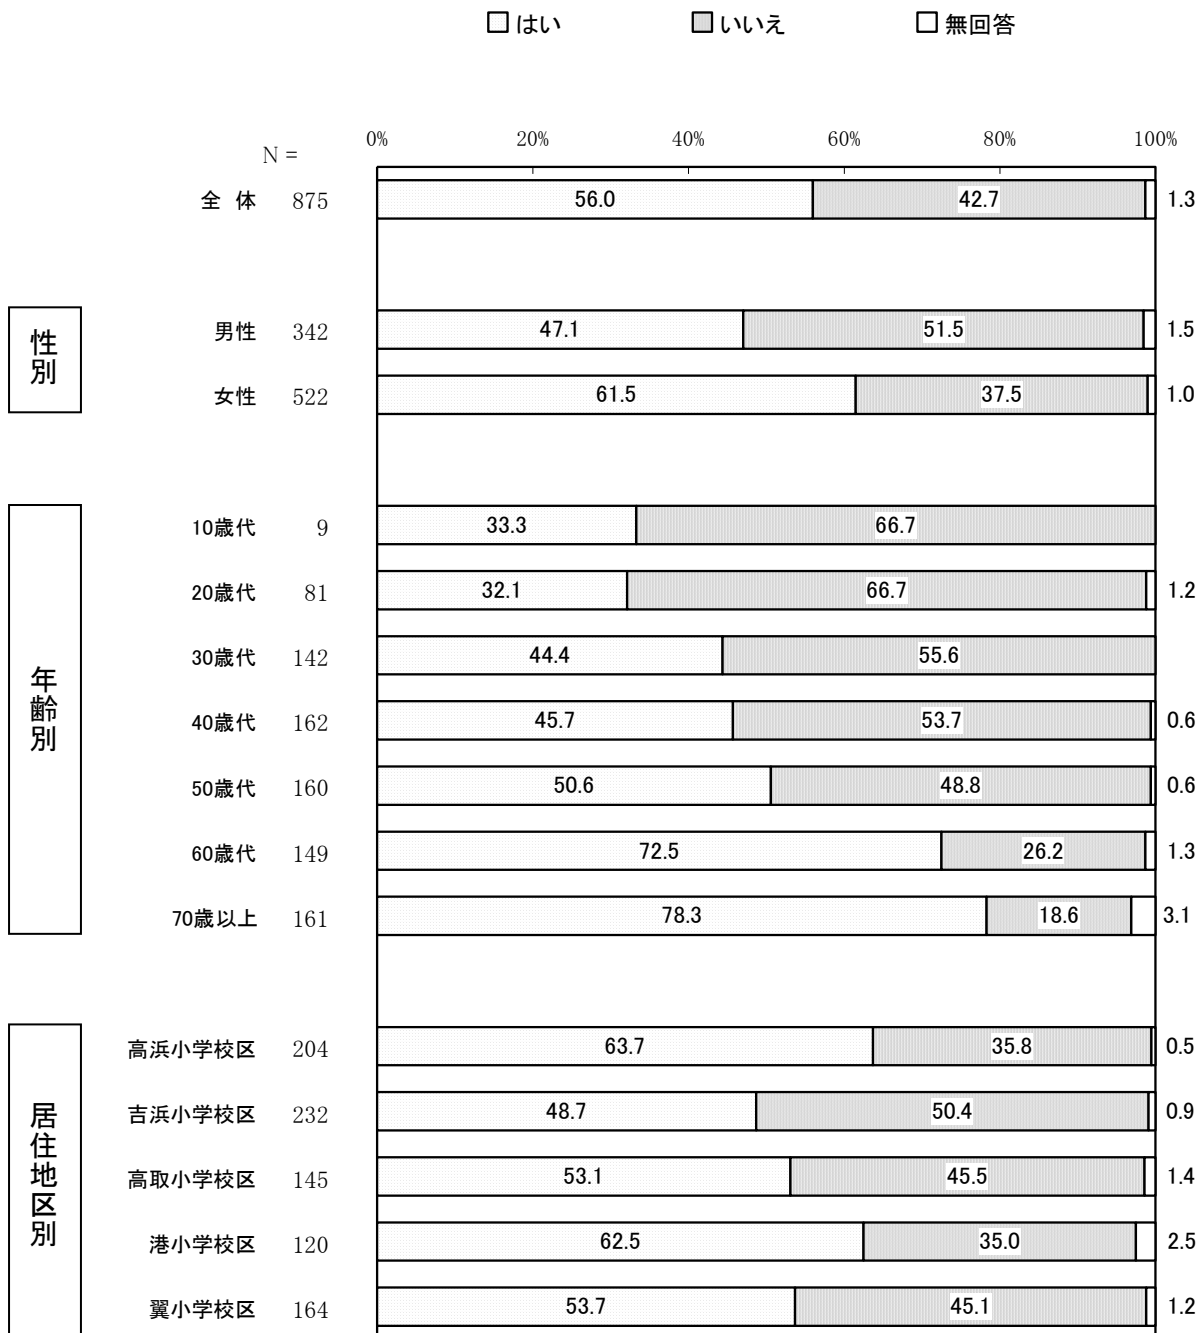 はい いいえ 無回答
0% 20% 40% 60% 80% 100%
N =
全 体 875 56.0 42.7 1.3
性別
男性 342 47.1 51.5 1.5
女性 522 61.5 37.5 1.0
年齢別
10歳代 9 33.3 66.7
20歳代 81 32.1 66.7 1.2
30歳代 142 44.4 55.6
40歳代 162 45.7 53.7 0.6
50歳代 160 50.6 48.8 0.6
60歳代 149 72.5 26.2 1.3
70歳以上 161 78.3 18.6 3.1
居住地区別
高浜小学校区 204 63.7 35.8 0.5
吉浜小学校区 232 48.7 50.4 0.9
高取小学校区 145 53.1 45.5 1.4
港小学校区 120 62.5 35.0 2.5
翼小学校区 164 53.7 45.1 1.2